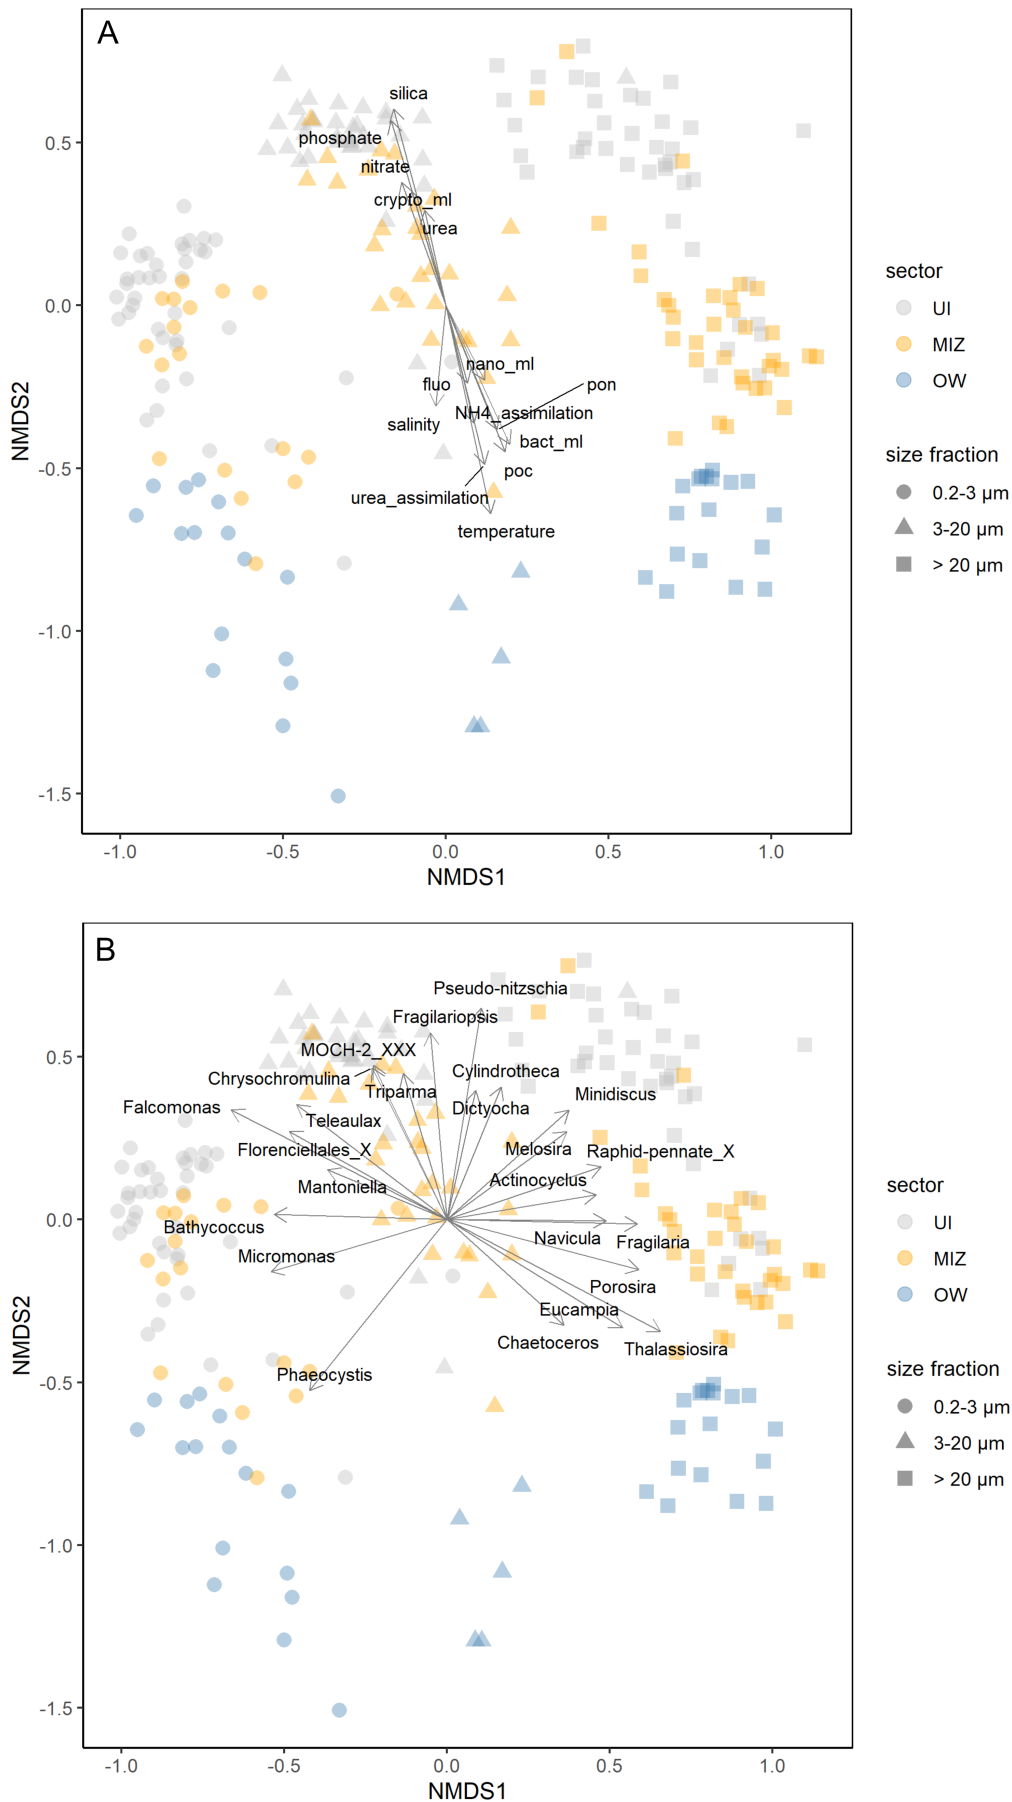 A
silica
0.5
phosphate
nitrate
crypto_ml
urea
sector
UI
0.0
MIZ
nano_ml
OW
fluo
pon
NMDS2
salinity
NH4_assimilation
bact_ml
size fraction
-0.5
poc
0.2-3 µm
urea_assimilation
3-20 µm
temperature
> 20 µm
-1.0
-1.5
-1.0
-0.5
0.0
0.5
1.0
NMDS1
B
Pseudo-nitzschia
Fragilariopsis
0.5
MOCH-2_XXX
Chrysochromulina
Cylindrotheca
Triparma
Minidiscus
Falcomonas
Dictyocha
Teleaulax
Florenciellales_X
Melosira
Raphid-pennate_X
Mantoniella
Actinocyclus
sector
UI
0.0
Bathycoccus
Navicula
Fragilaria
MIZ
Micromonas
Porosira
OW
Eucampia
NMDS2
Chaetoceros
Thalassiosira
size fraction
Phaeocystis
-0.5
0.2-3 µm
3-20 µm
> 20 µm
-1.0
-1.5
-1.0
-0.5
0.0
0.5
1.0
NMDS1